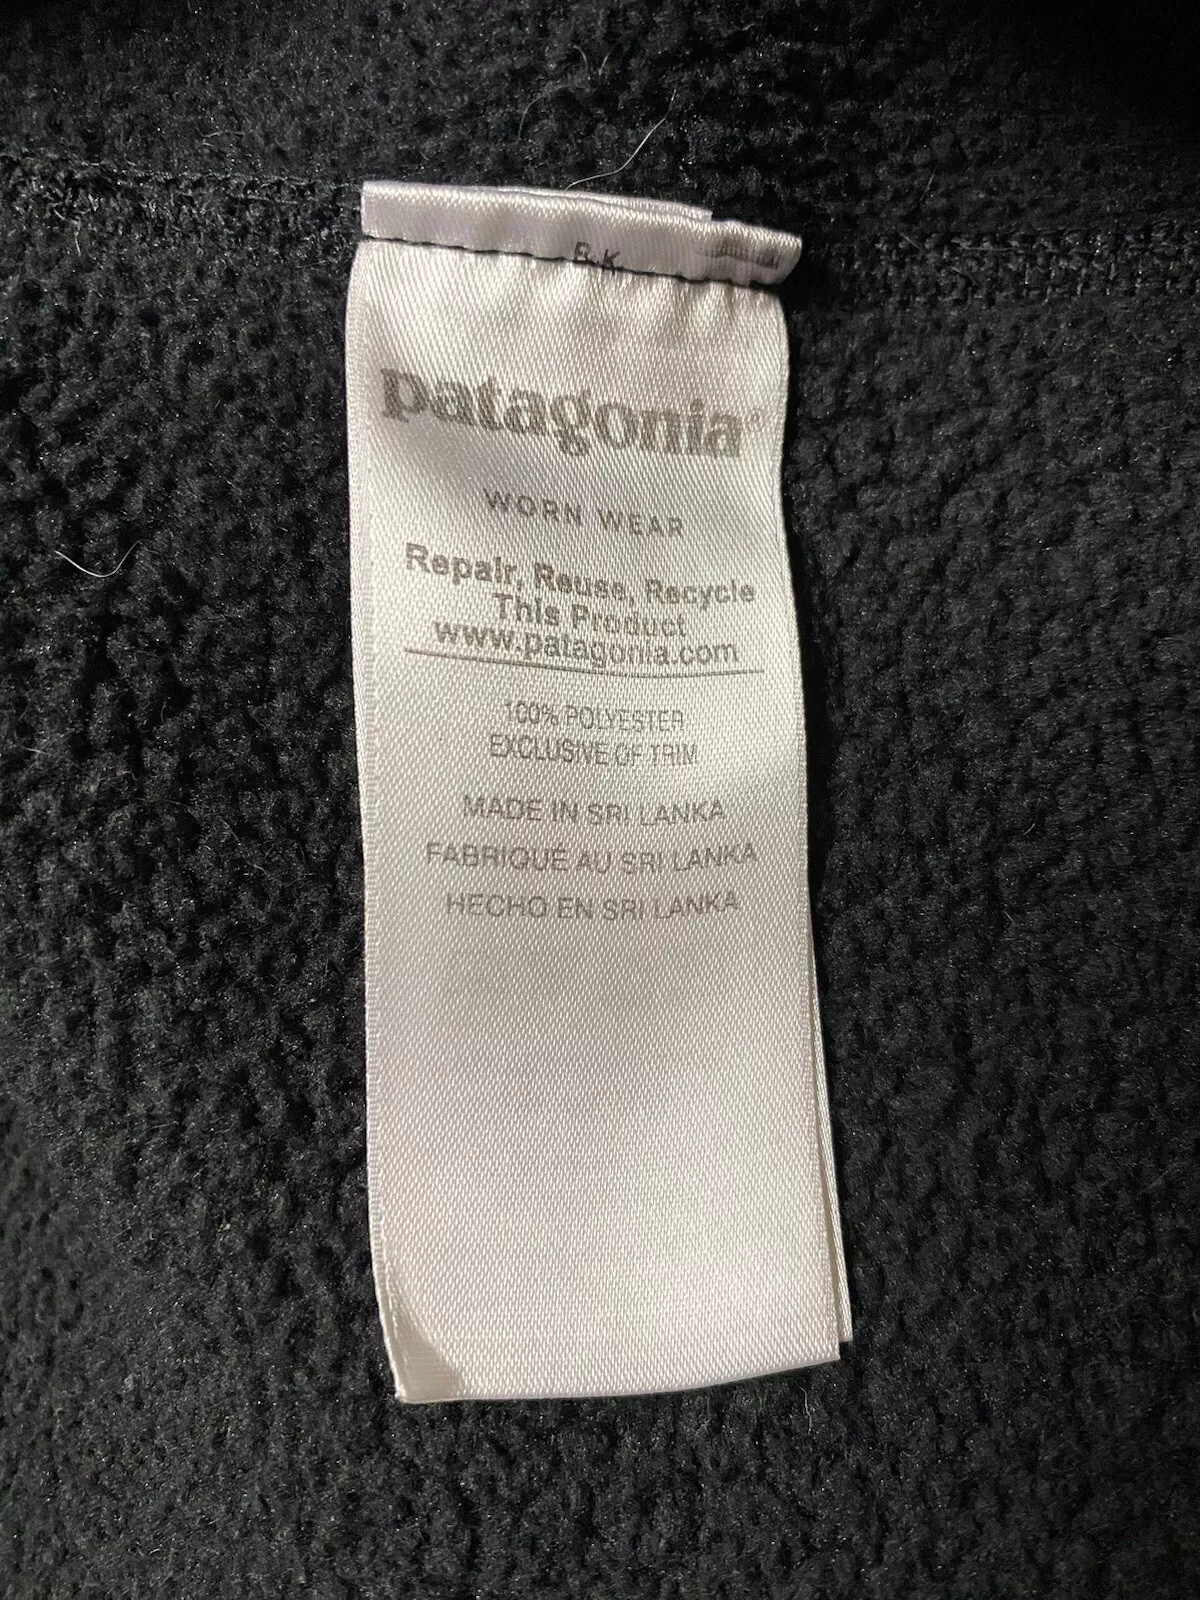 B.K
patagonia®
WORN WEAR
Repair, Reuse, Recycle
This Product
www.patagonia.com
100% POLYESTER
EXCLUSIVE OF TRIM
MADE IN SRI LANKA
FABRIQUÉ AU SRI LANKA
HECHO EN SRI LANKA